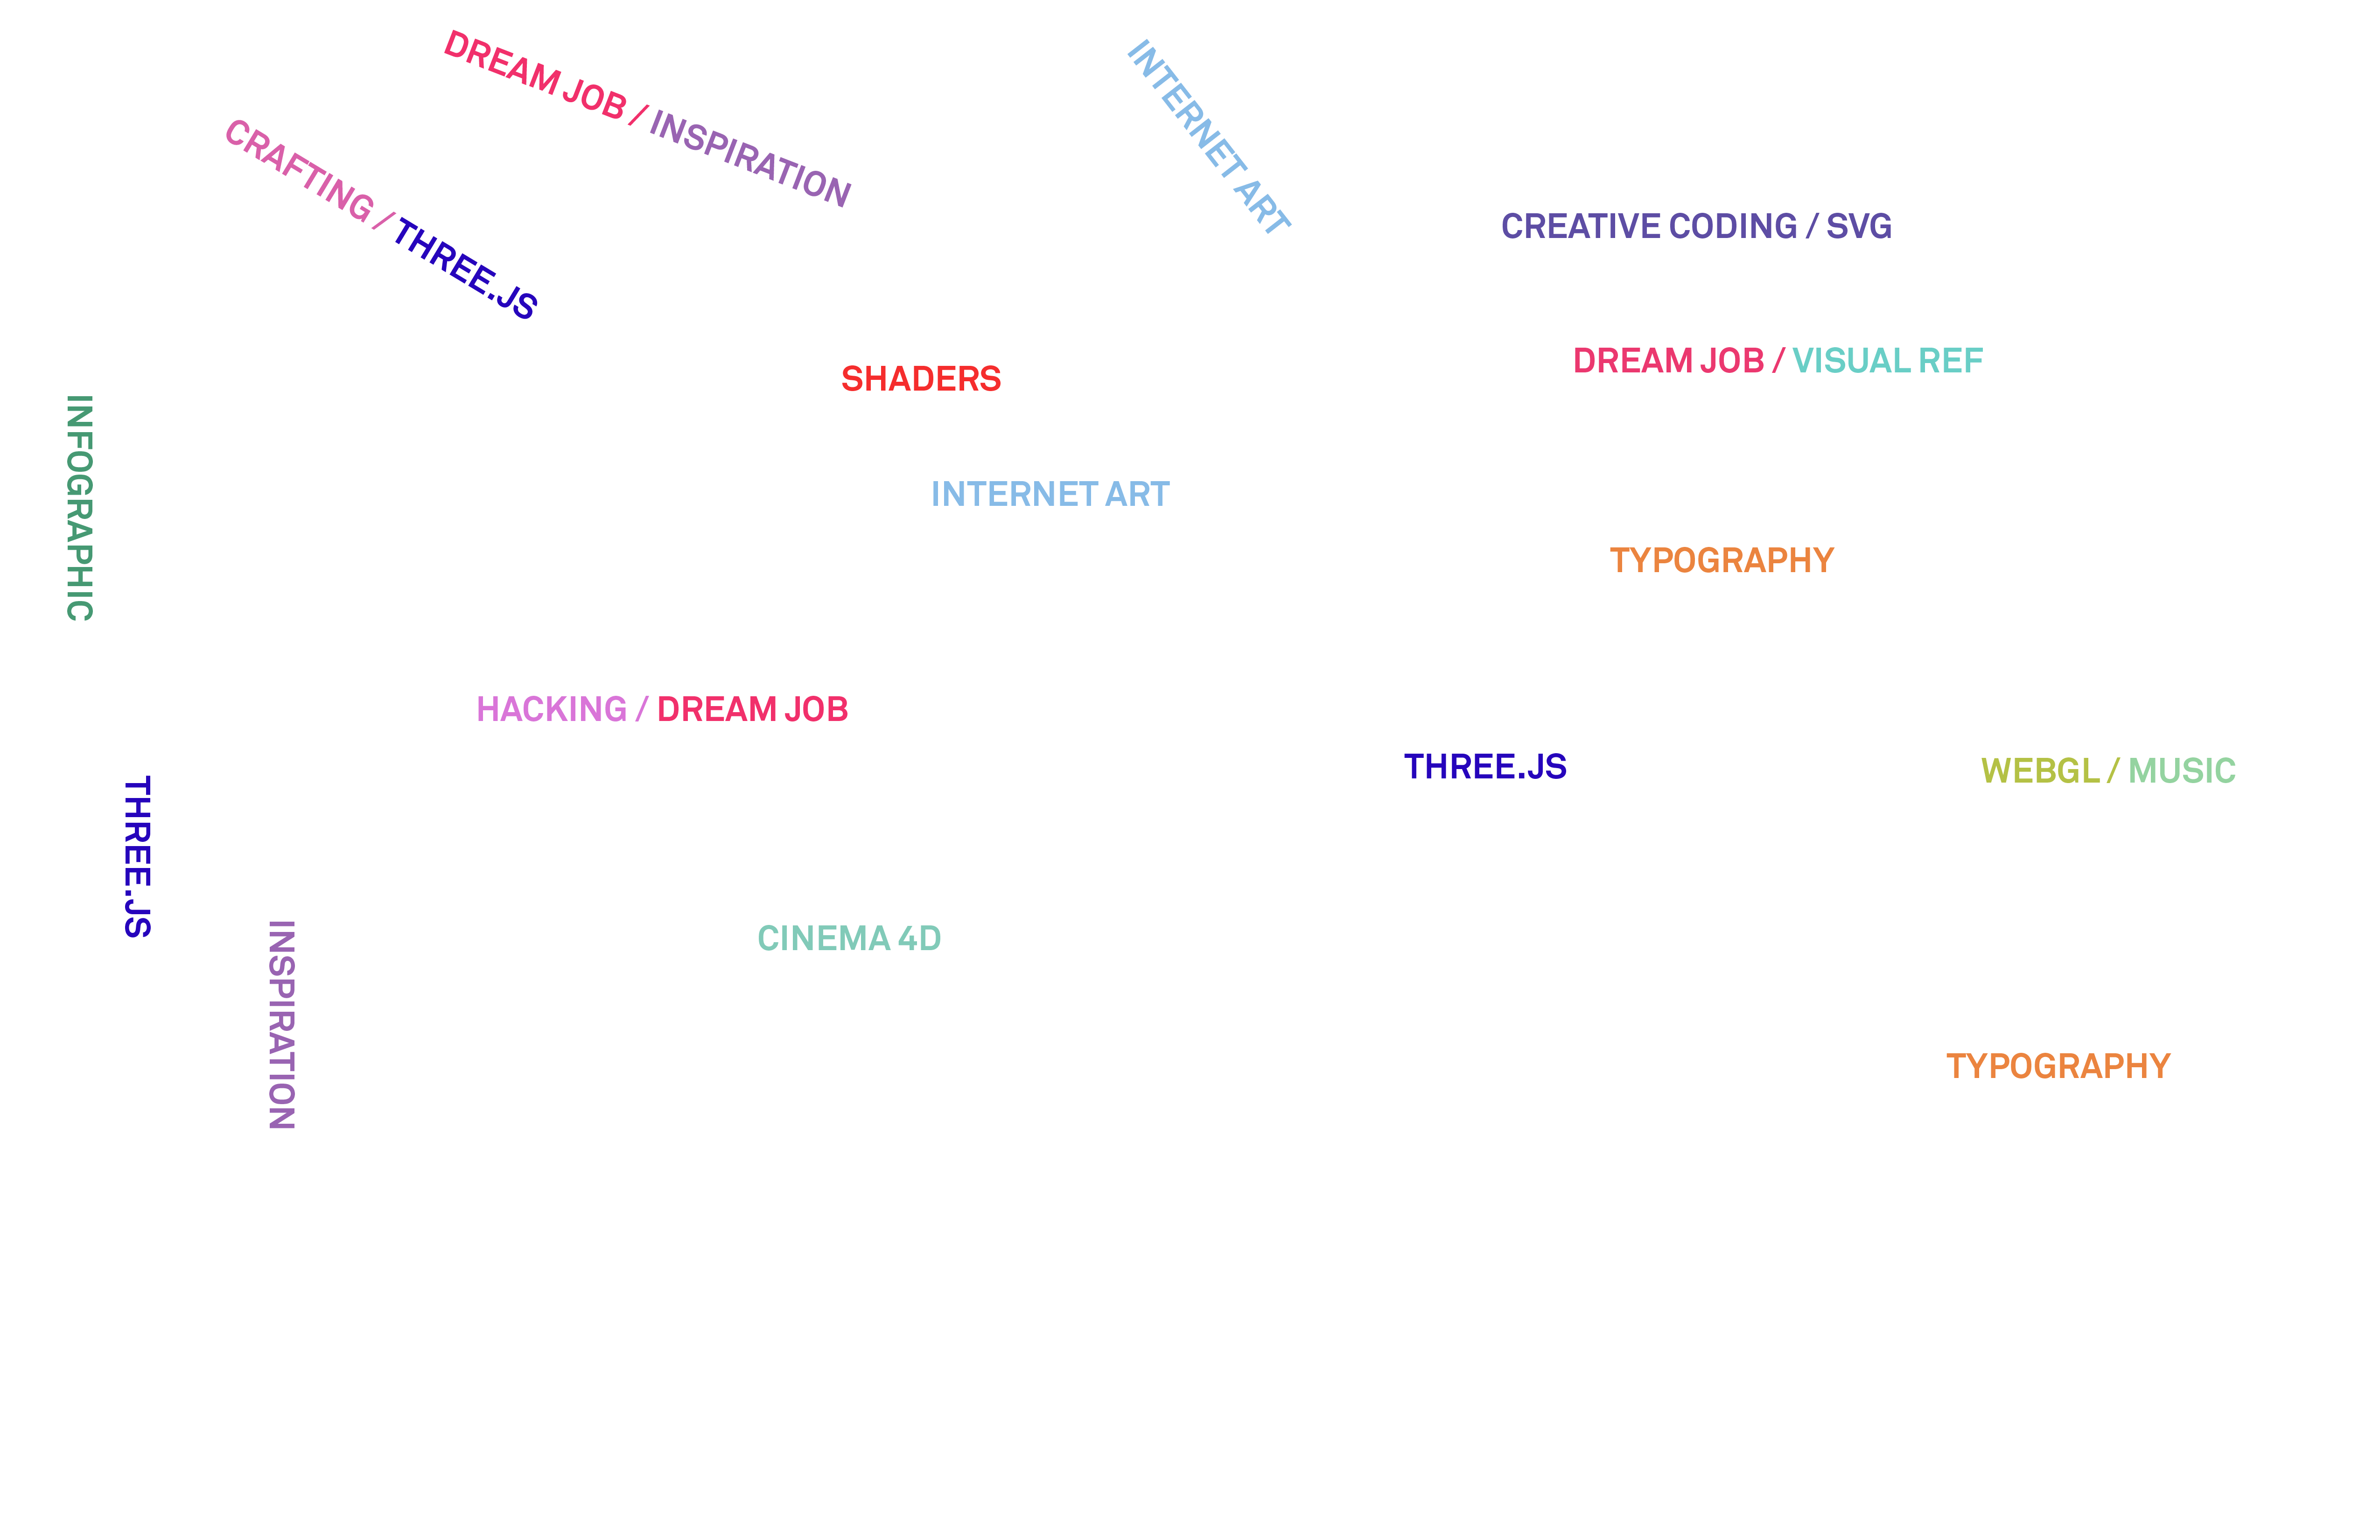 DREAM JOB / INSPIRATION
INTERNET ART
CRAFTING / THREE.JS
CREATIVE CODING / SVG
DREAM JOB / VISUAL REF
SHADERS
INFOGRAPHIC
INTERNET ART
TYPOGRAPHY
HACKING / DREAM JOB
THREE.JS
WEBGL / MUSIC
THREE.JS
INSPIRATION
CINEMA 4D
TYPOGRAPHY